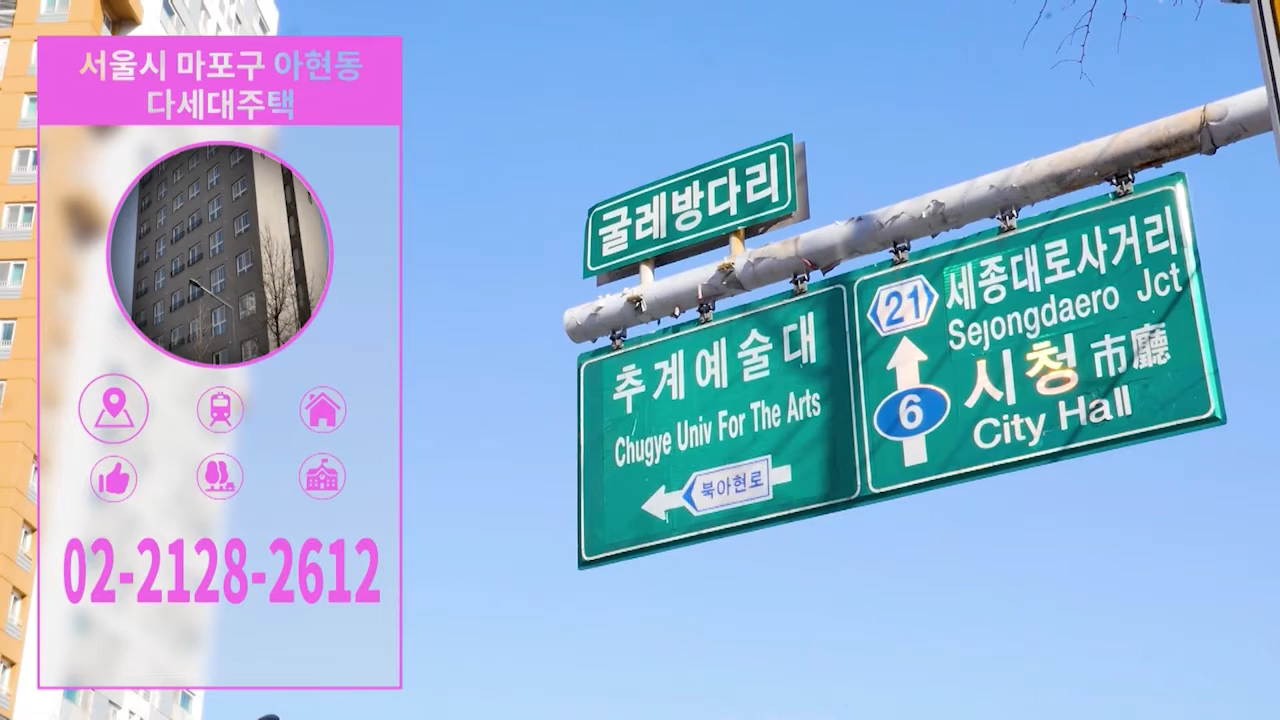 서울시 마포구 아현동
다세대주택
02-2128-2612
굴레방다리
추계예술대
Chugye Univ For The Arts
북아현로
21
세종대로사거리
Sejongdaero Jct
6
시청 市廳
City Hall